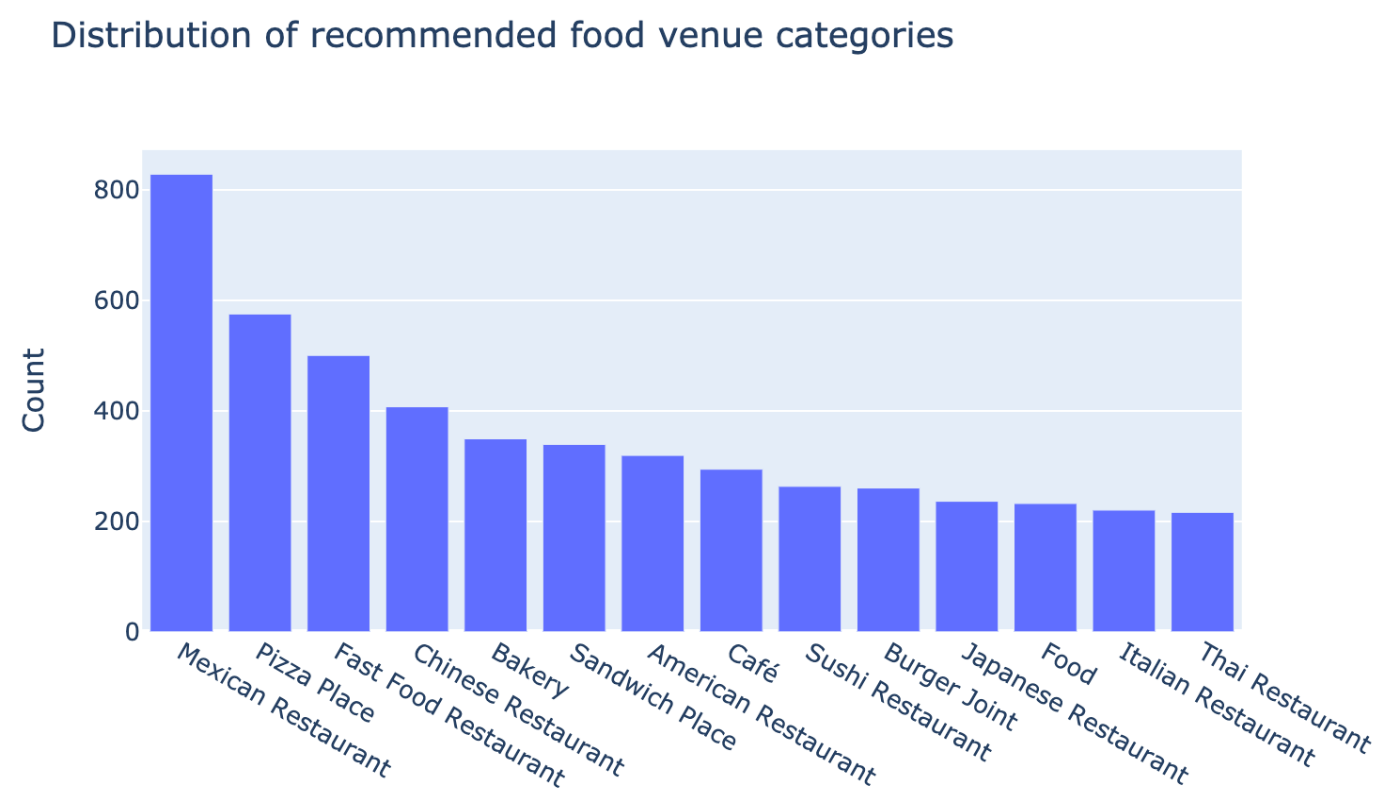 Distribution of recommended food venue categories
Count
800
600
400
200
0
Mexican Restaurant
Pizza Place
Fast Food Restaurant
Chinese Restaurant
Bakery
Sandwich Place
American Restaurant
Café
Sushi Restaurant
Burger Joint
Japanese Restaurant
Food
Italian Restaurant
Thai Restaurant